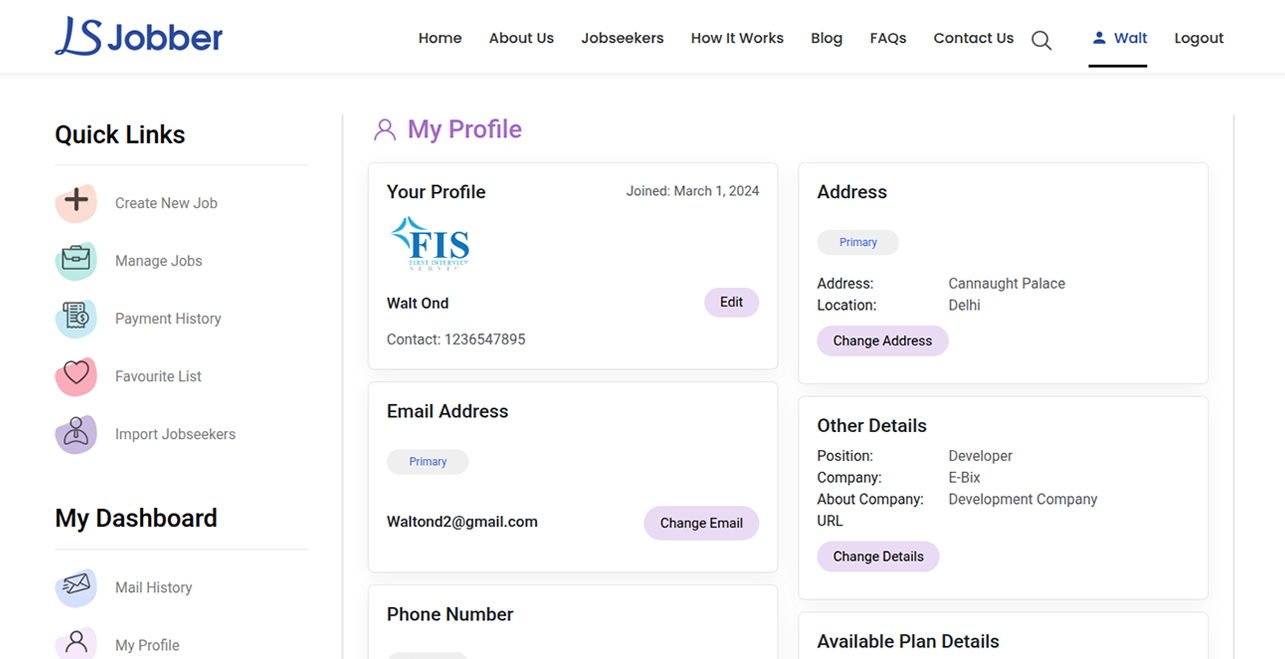 LS Jobber
Home About Us Jobseekers How It Works Blog FAQs Contact Us Walt Logout
Quick Links
Create New Job
Manage Jobs
Payment History
Favourite List
Import Jobseekers
My Dashboard
Mail History
My Profile
My Profile
Your Profile Joined: March 1, 2024
FIS
FIRST INTERVIEW
SERVIC
Walt Ond Edit
Contact: 1236547895
Email Address
Primary
Waltond2@gmail.com Change Email
Phone Number
Address
Primary
Address: Cannaught Palace
Location: Delhi
Change Address
Other Details
Position: Developer
Company: E-Bix
About Company: Development Company
URL
Change Details
Available Plan Details